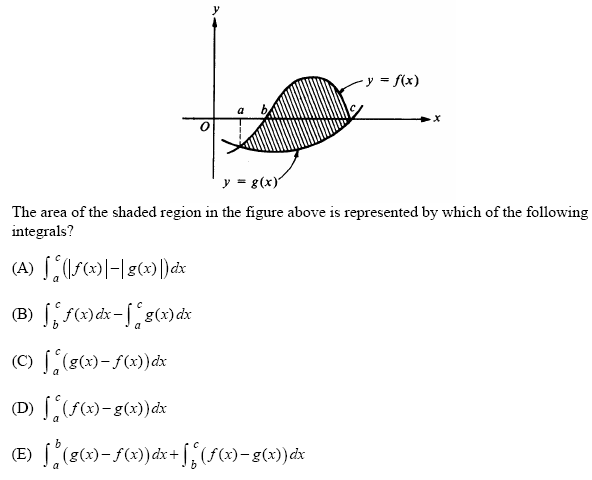 y
y = f(x)
a b c x
O
y = g(x)
The area of the shaded region in the figure above is represented by which of the following
integrals?
(A) ∫_a^c (|f(x)|−|g(x)|) dx
(B) ∫_b^c f(x) dx − ∫_a^c g(x) dx
(C) ∫_a^c (g(x) − f(x)) dx
(D) ∫_a^c (f(x) − g(x)) dx
(E) ∫_a^b (g(x) − f(x)) dx + ∫_b^c (f(x) − g(x)) dx